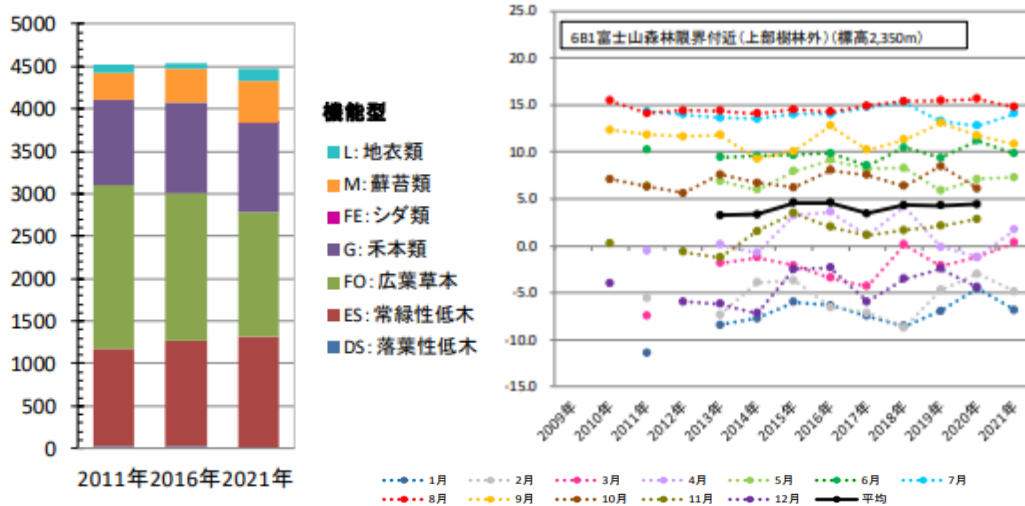 5000
4500
4000
3500
3000
2500
2000
1500
1000
500
0
2011年 2016年 2021年
機能型
L: 地衣類
M: 蘚苔類
FE: シダ類
G: 禾本類
FO: 広葉草本
ES: 常緑性低木
DS: 落葉性低木
6B1富士山森林限界付近(上部樹林外)(標高2,350m)
25.0
20.0
15.0
10.0
5.0
0.0
-5.0
-10.0
-15.0
2009年 2010年 2011年 2012年 2013年 2014年 2015年 2016年 2017年 2018年 2019年 2020年 2021年
1月 2月 3月 4月 5月 6月 7月
8月 9月 10月 11月 12月 平均